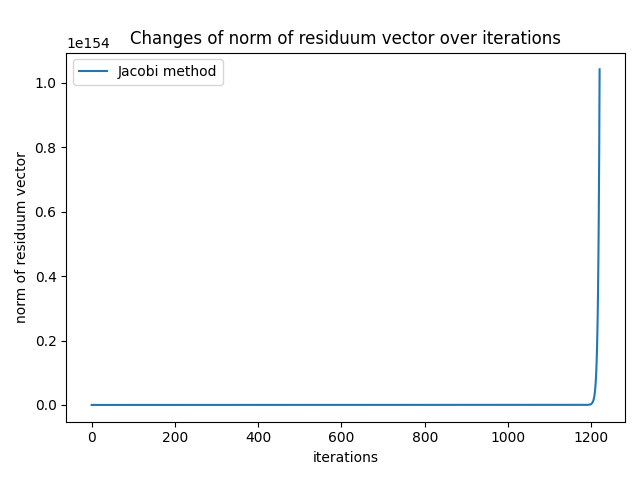 Changes of norm of residuum vector over iterations
1e154
Jacobi method
1.0
0.8
0.6
0.4
0.2
0.0
norm of residuum vector
0 200 400 600 800 1000 1200
iterations